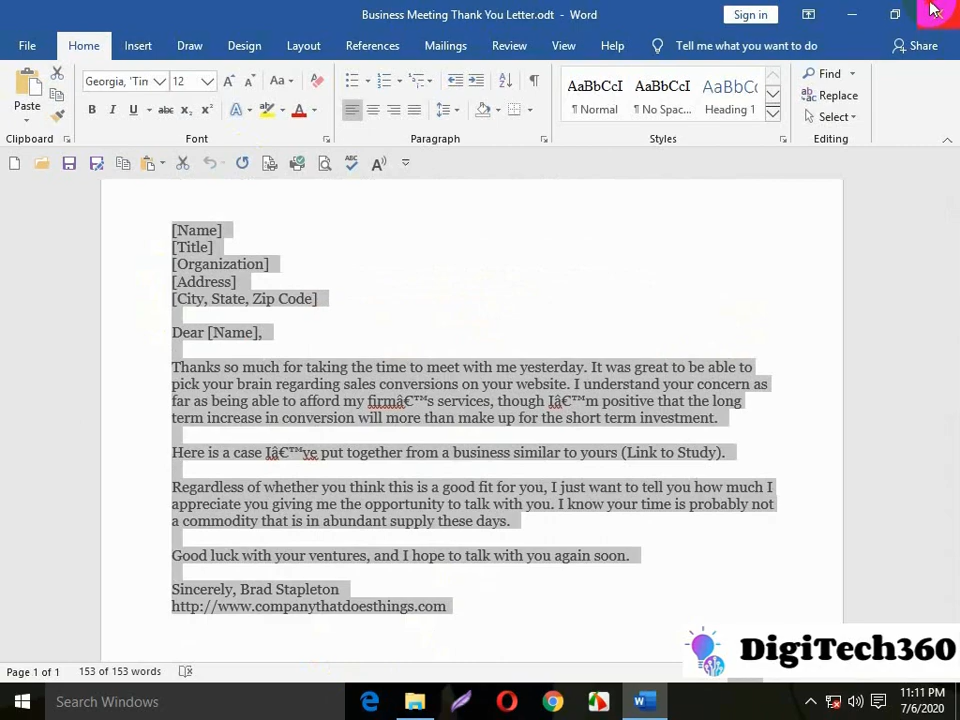 Business Meeting Thank You Letter.odt - Word
Sign in
File Home Insert Draw Design Layout References Mailings Review View Help Tell me what you want to do Share
Paste
Georgia, 'Tin 12
Aa
B I U abc x₂ x²
AaBbCcI AaBbCcI AaBbCc
¶ Normal ¶ No Spac... Heading 1
Find
Replace
Select
Clipboard Font Paragraph Styles Editing
[Name]
[Title]
[Organization]
[Address]
[City, State, Zip Code]
Dear [Name],
Thanks so much for taking the time to meet with me yesterday. It was great to be able to
pick your brain regarding sales conversions on your website. I understand your concern as
far as being able to afford my firmâ€™s services, though Iâ€™m positive that the long
term increase in conversion will more than make up for the short term investment.
Here is a case Iâ€™ve put together from a business similar to yours (Link to Study).
Regardless of whether you think this is a good fit for you, I just want to tell you how much I
appreciate you giving me the opportunity to talk with you. I know your time is probably not
a commodity that is in abundant supply these days.
Good luck with your ventures, and I hope to talk with you again soon.
Sincerely, Brad Stapleton
http://www.companythatdoesthings.com
DigiTech360
Page 1 of 1 153 of 153 words
Search Windows
11:11 PM
7/6/2020